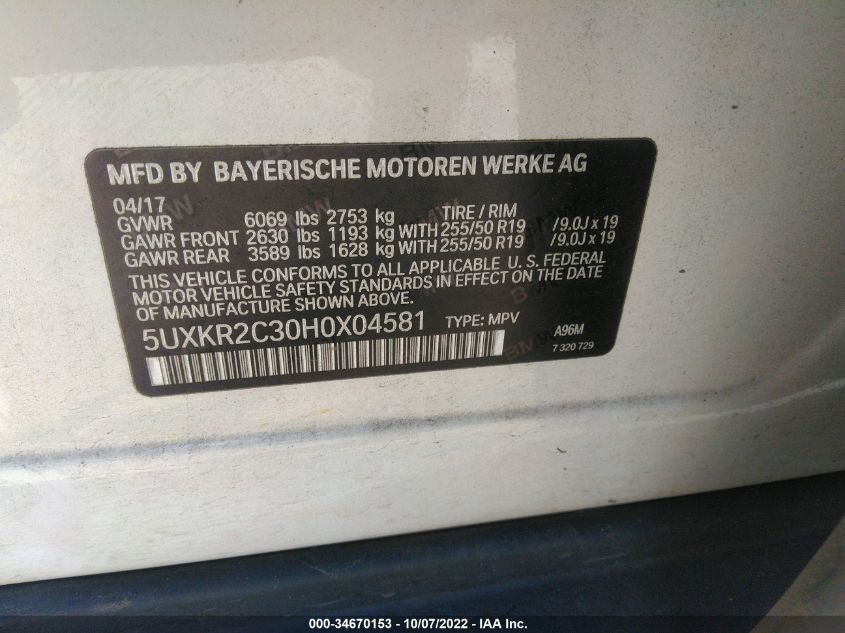 MFD BY BAYERISCHE MOTOREN WERKE AG
04/17
GVWR 6069 lbs 2753 kg TIRE / RIM
GAWR FRONT 2630 lbs 1193 kg WITH 255/50 R19 /9.0J x 19
GAWR REAR 3589 lbs 1628 kg WITH 255/50 R19 /9.0J x 19
THIS VEHICLE CONFORMS TO ALL APPLICABLE U. S. FEDERAL
MOTOR VEHICLE SAFETY STANDARDS IN EFFECT ON THE DATE
OF MANUFACTURE SHOWN ABOVE.
5UXKR2C30H0X04581 TYPE: MPV A96M
7 320 729
000-34670153 - 10/07/2022 - IAA Inc.